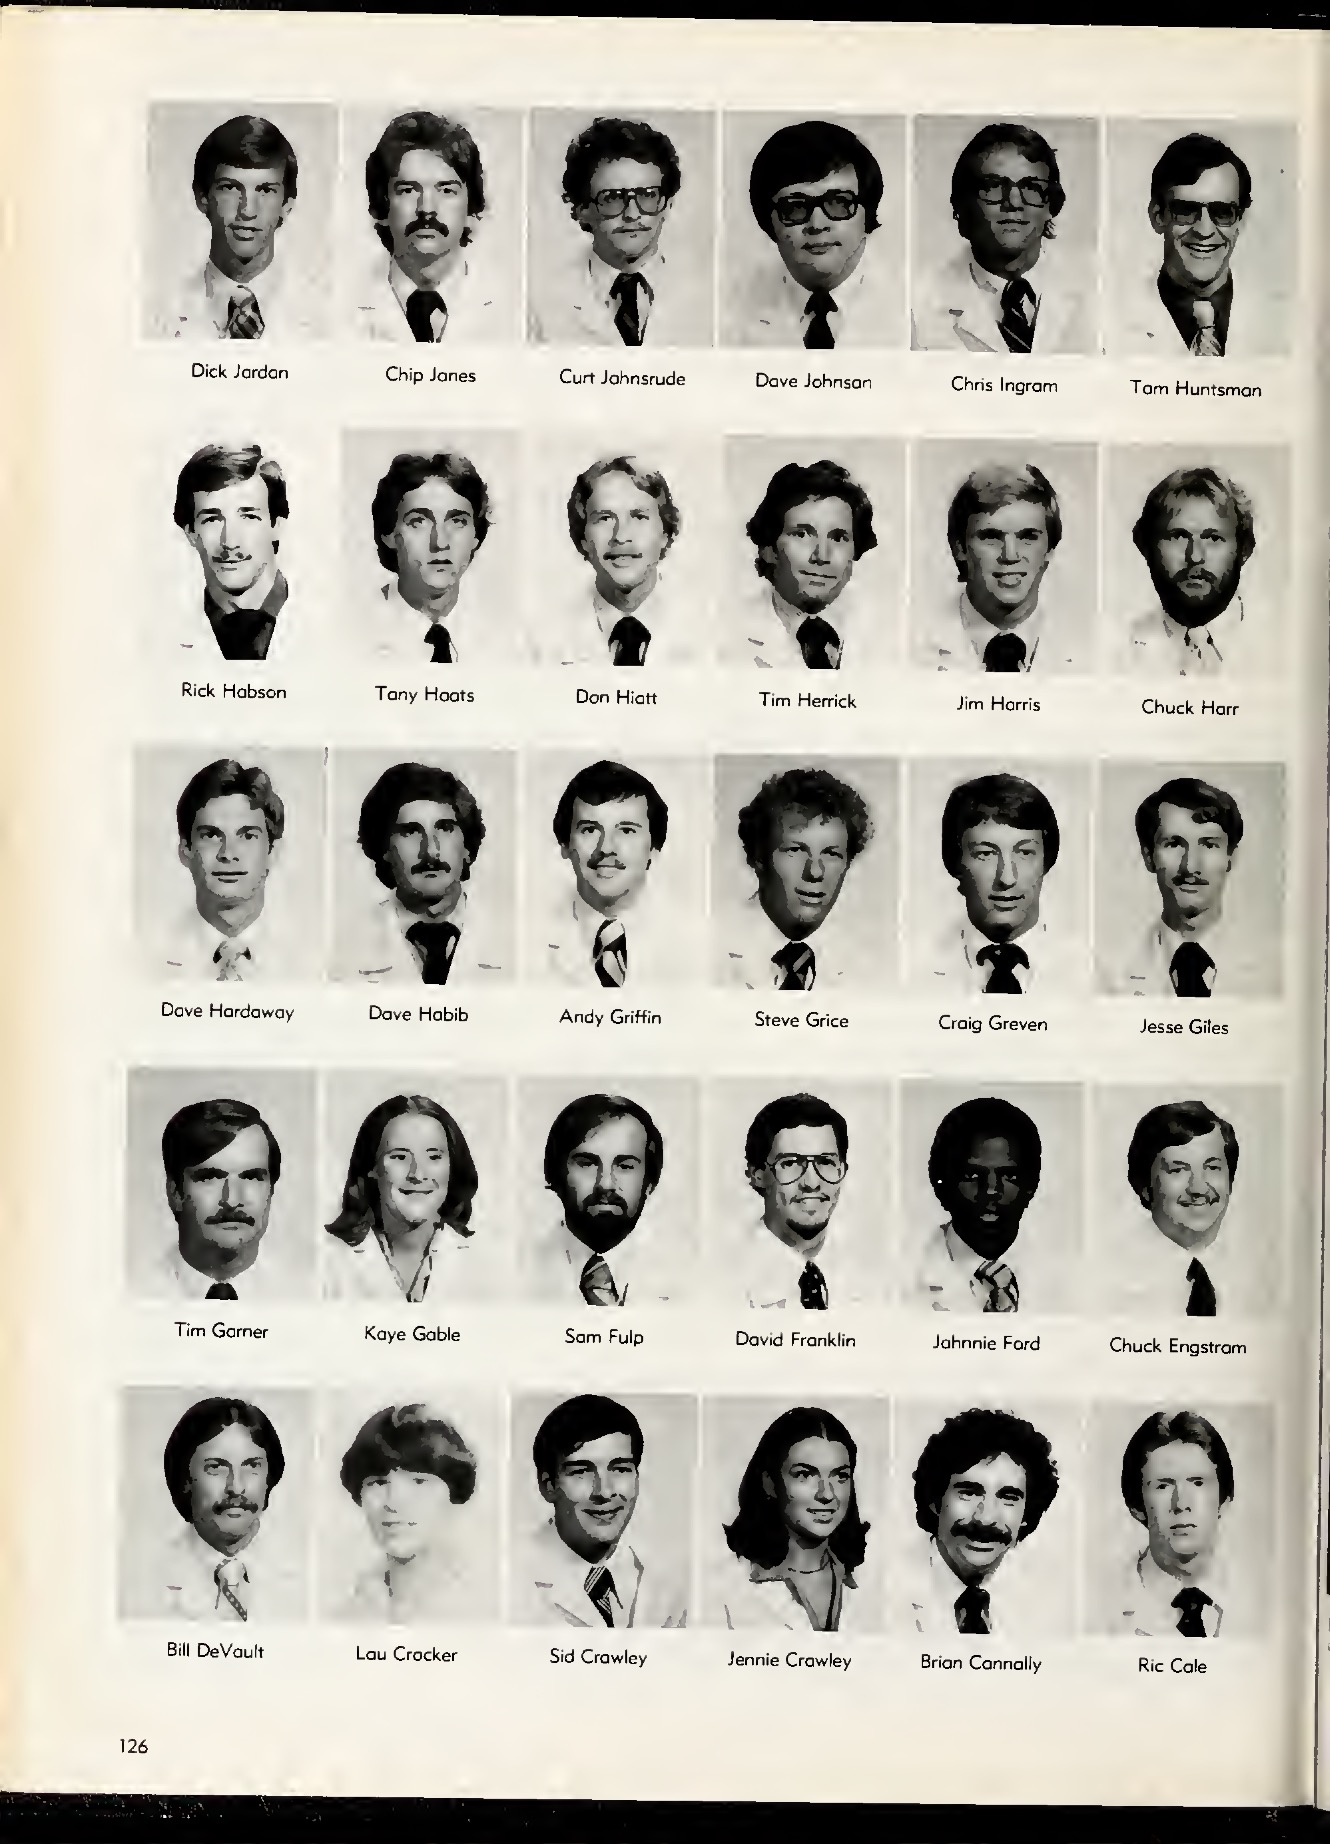 Dick Jordan Chip Jones Curt Johnsrude Dave Johnson Chris Ingram Tom Huntsman
Rick Hobson Tony Hoots Don Hiatt Tim Herrick Jim Harris Chuck Harr
Dave Hardaway Dave Habib Andy Griffin Steve Grice Craig Greven Jesse Giles
Tim Garner Kaye Gable Sam Fulp David Franklin Johnnie Ford Chuck Engstrom
Bill DeVault Lou Crocker Sid Crawley Jennie Crawley Brian Connolly Ric Cole
126